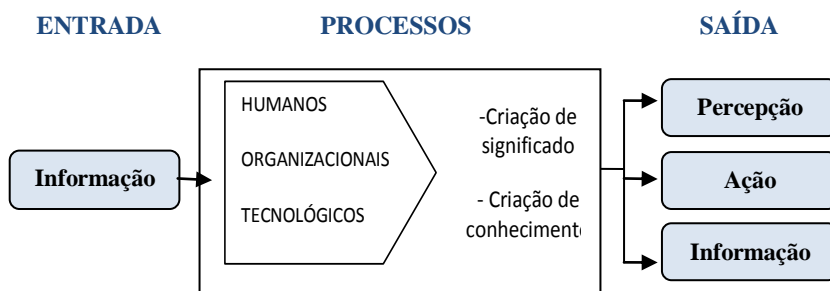 ENTRADA
PROCESSOS
SAÍDA
Informação
HUMANOS
ORGANIZACIONAIS
TECNOLÓGICOS
-Criação de
significado
- Criação de
conhecimento
Percepção
Ação
Informação